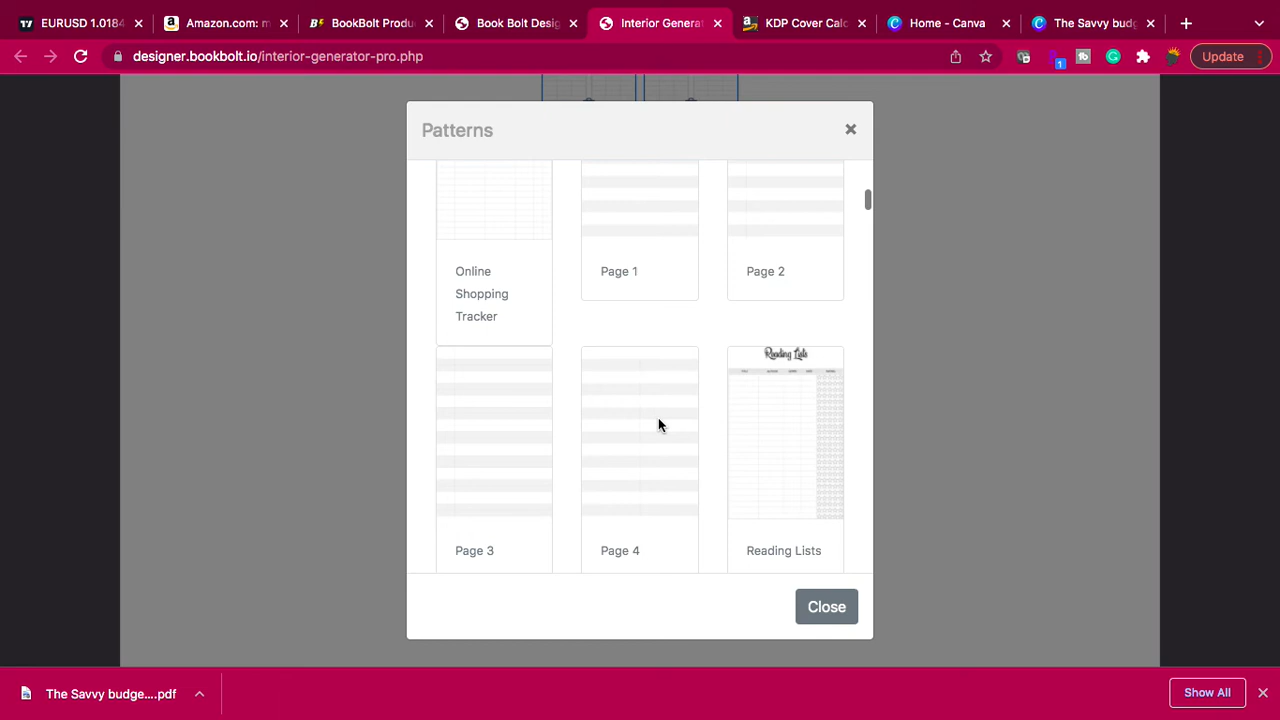 EURUSD 1.0184
Amazon.com: m
BookBolt Produ
Book Bolt Desig
Interior Genera
KDP Cover Calc
Home - Canva
The Savvy budg
designer.bookbolt.io/interior-generator-pro.php
1
Update
Patterns
Online
Shopping
Tracker
Page 1
Page 2
Reading Lists
Page 3
Page 4
Reading Lists
Close
The Savvy budge....pdf
Show All